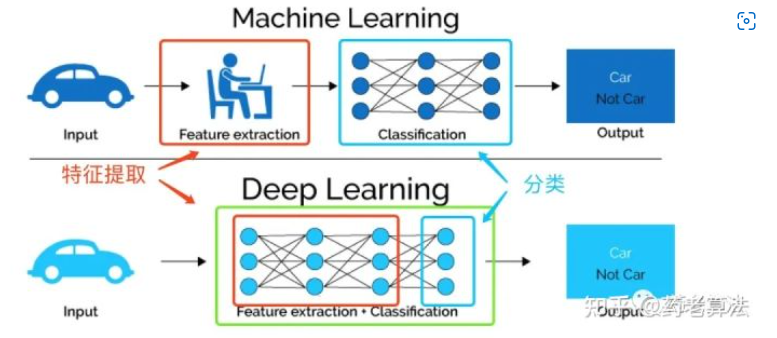 Machine Learning
Car
Not Car
Input
Feature extraction
Classification
Output
特征提取
分类
Deep Learning
Car
Not Car
Input
Feature extraction + Classification
Output
知乎 @药老算法